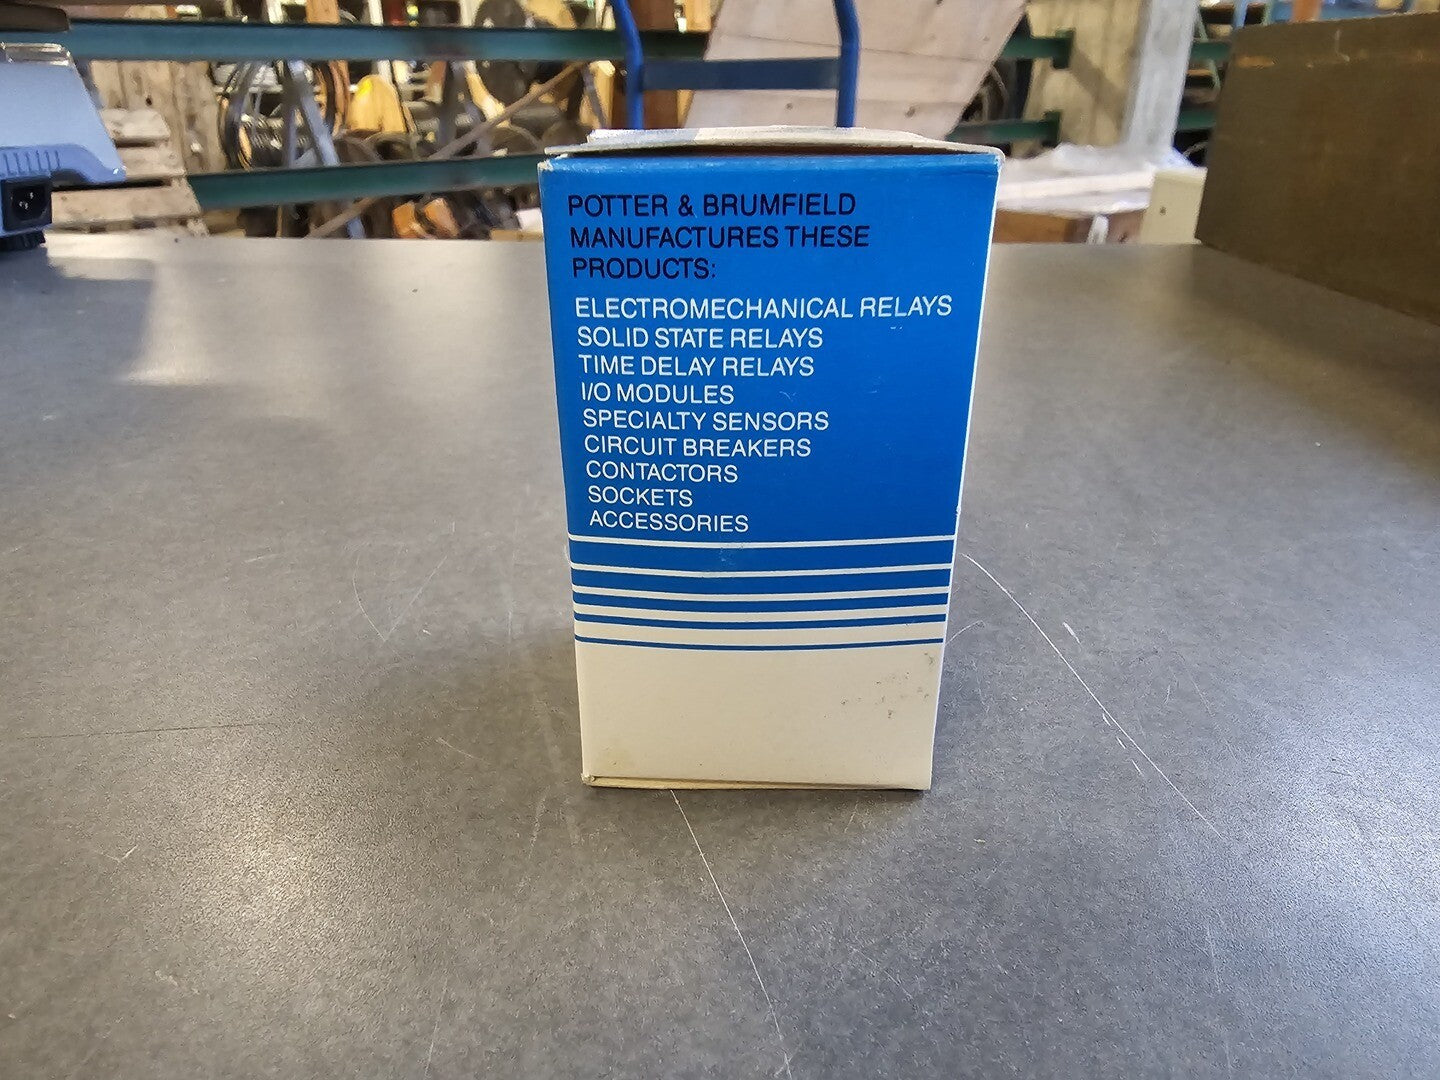 POTTER & BRUMFIELD
MANUFACTURES THESE
PRODUCTS:
ELECTROMECHANICAL RELAYS
SOLID STATE RELAYS
TIME DELAY RELAYS
I/O MODULES
SPECIALTY SENSORS
CIRCUIT BREAKERS
CONTACTORS
SOCKETS
ACCESSORIES